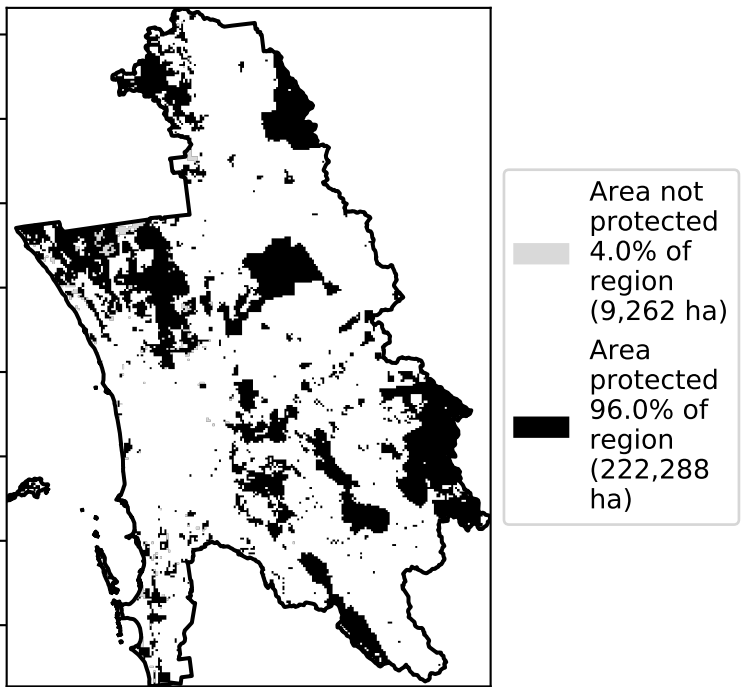 Area not
protected
4.0% of
region
(9,262 ha)
Area
protected
96.0% of
region
(222,288
ha)